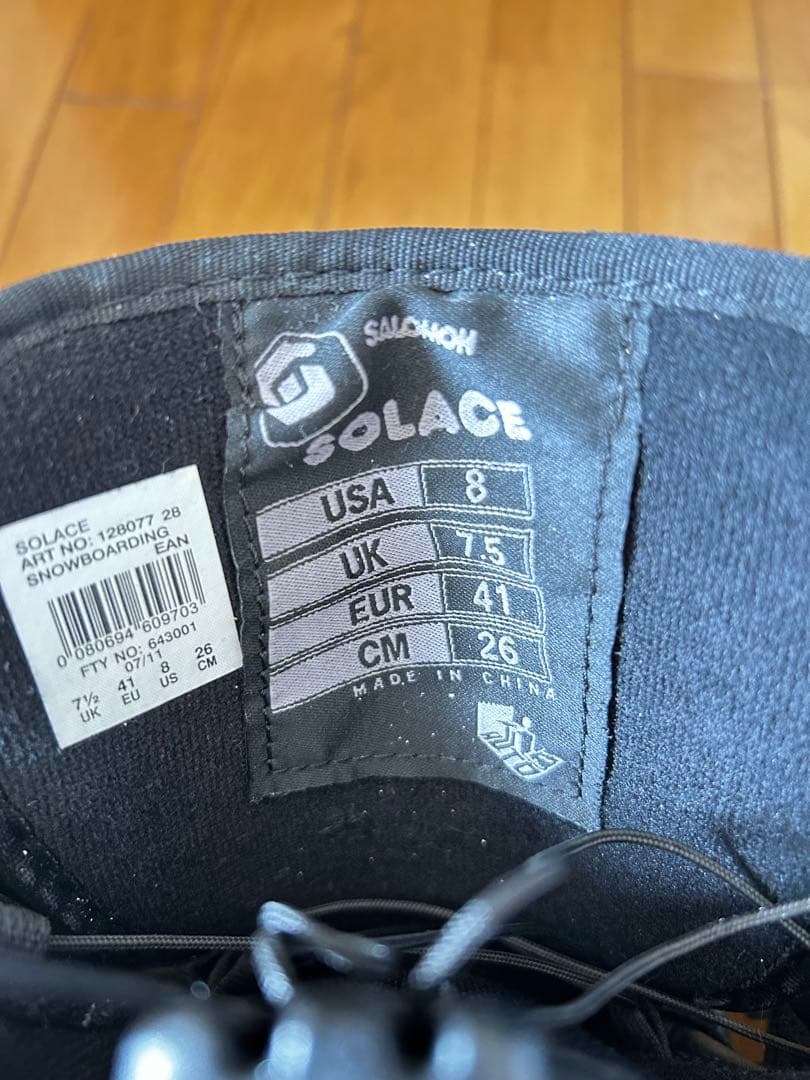 SALOMON
SOLACE
USA 8
UK 7.5
EUR 41
CM 26
MADE IN CHINA
SOLACE
ART NO: 128077 28
SNOWBOARDING
EAN
0 080694 609703
FTY NO: 643001
07/11
7½ 41 8 26
UK EU US CM